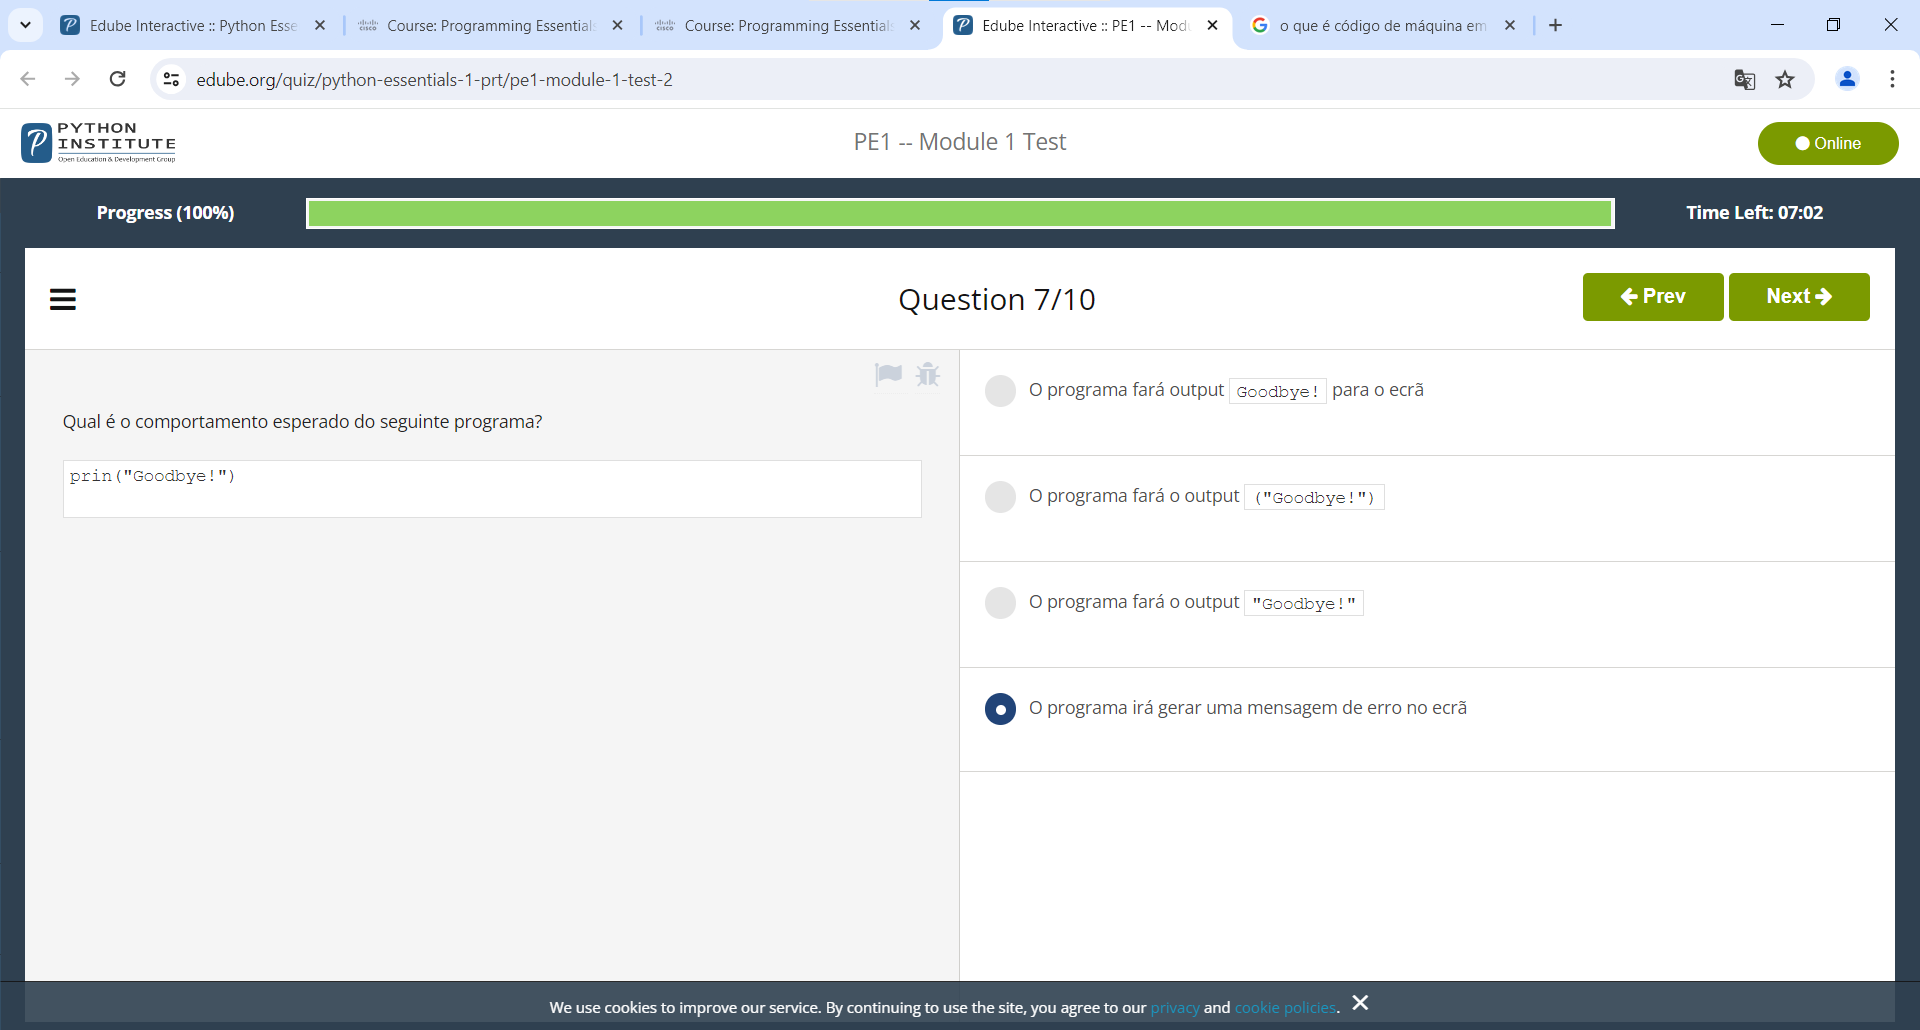 Edube Interactive :: Python Esse
Course: Programming Essentials
Course: Programming Essentials
Edube Interactive :: PE1 -- Modu
o que é código de máquina em
edube.org/quiz/python-essentials-1-prt/pe1-module-1-test-2
PYTHON
INSTITUTE
Open Education & Development Group
PE1 -- Module 1 Test
Online
Progress (100%)
Time Left: 07:02
Question 7/10
Prev
Next
Qual é o comportamento esperado do seguinte programa?
prin("Goodbye!")
O programa fará output Goodbye! para o ecrã
O programa fará o output ("Goodbye!")
O programa fará o output "Goodbye!"
O programa irá gerar uma mensagem de erro no ecrã
We use cookies to improve our service. By continuing to use the site, you agree to our privacy and cookie policies.